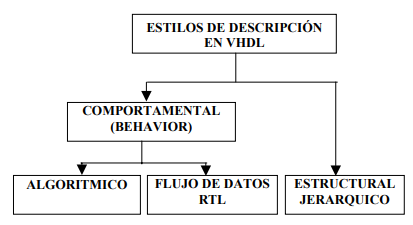 ESTILOS DE DESCRIPCIÓN
EN VHDL
COMPORTAMENTAL
(BEHAVIOR)
ALGORITMICO
FLUJO DE DATOS
RTL
ESTRUCTURAL
JERARQUICO